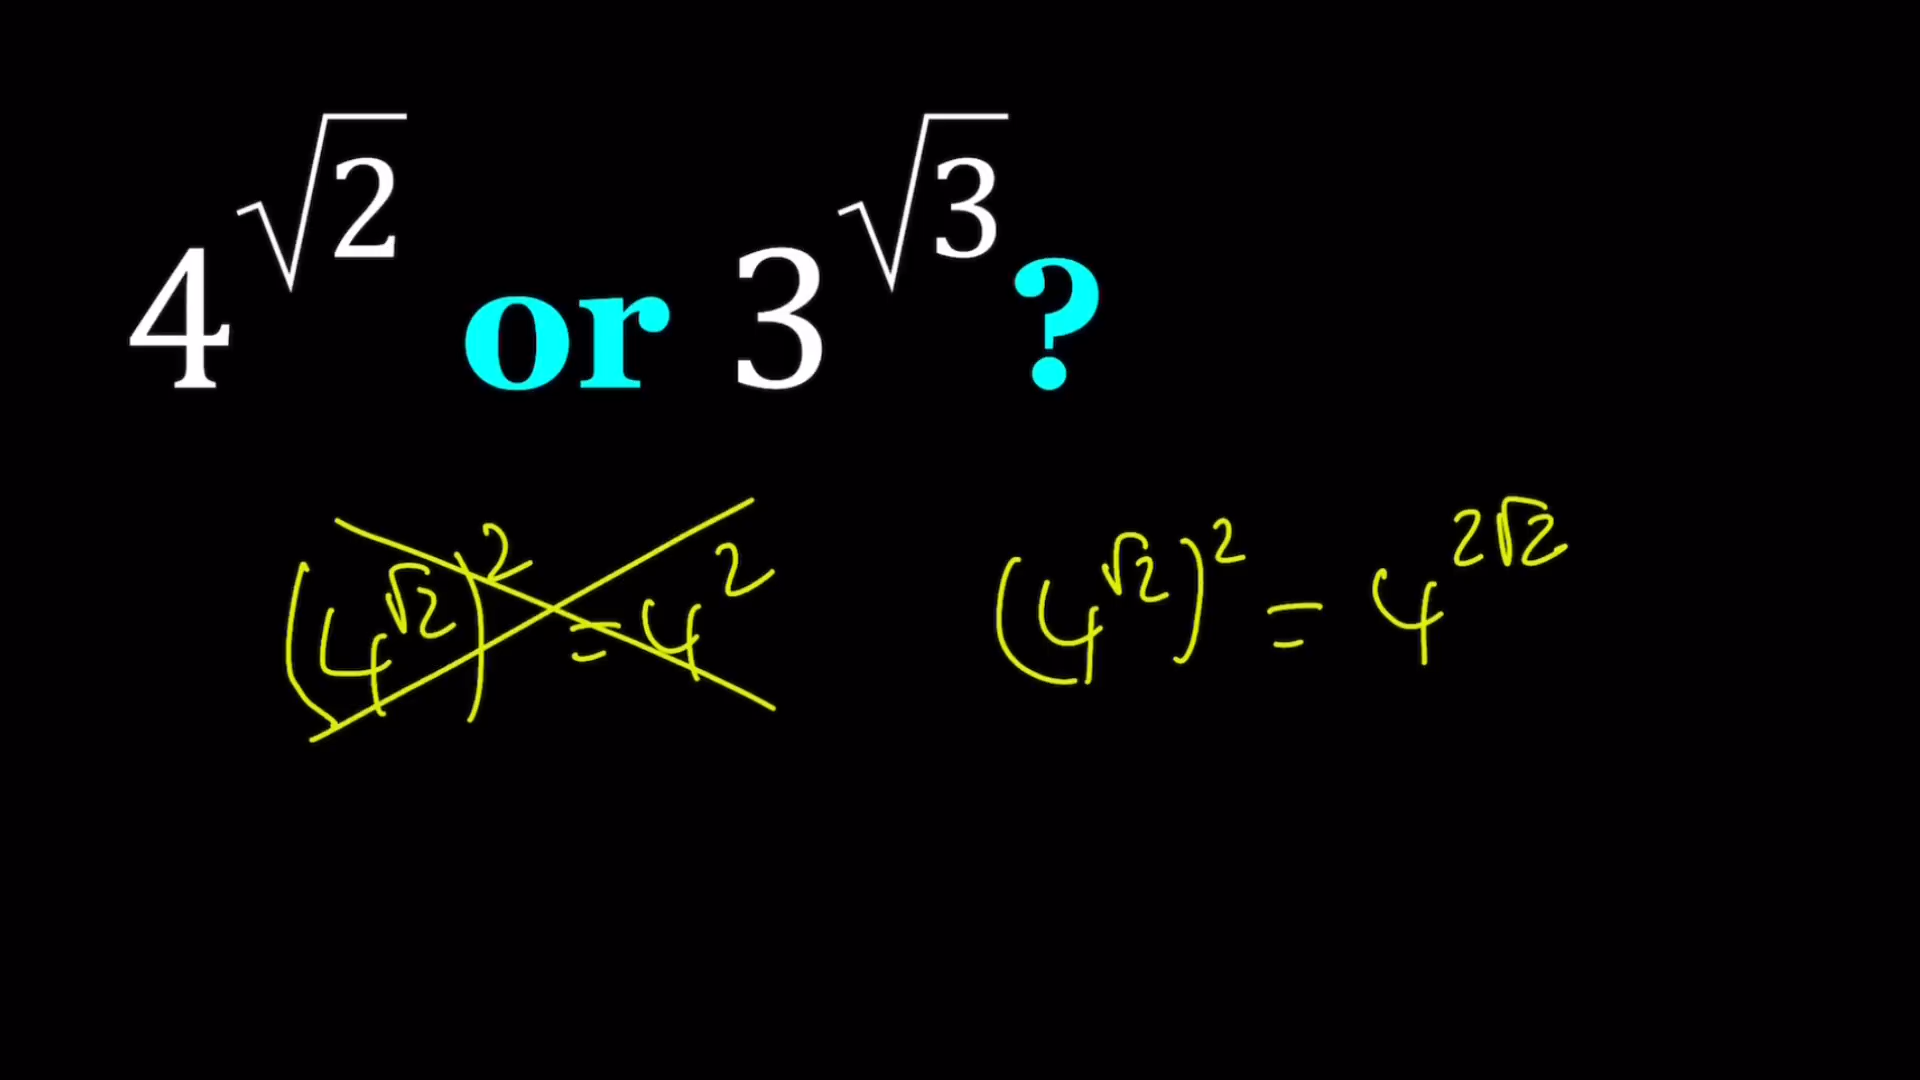 4^√2 or 3^√3?
(4^√2)^2 = 4^2 (4^√2)^2 = 4^2√2